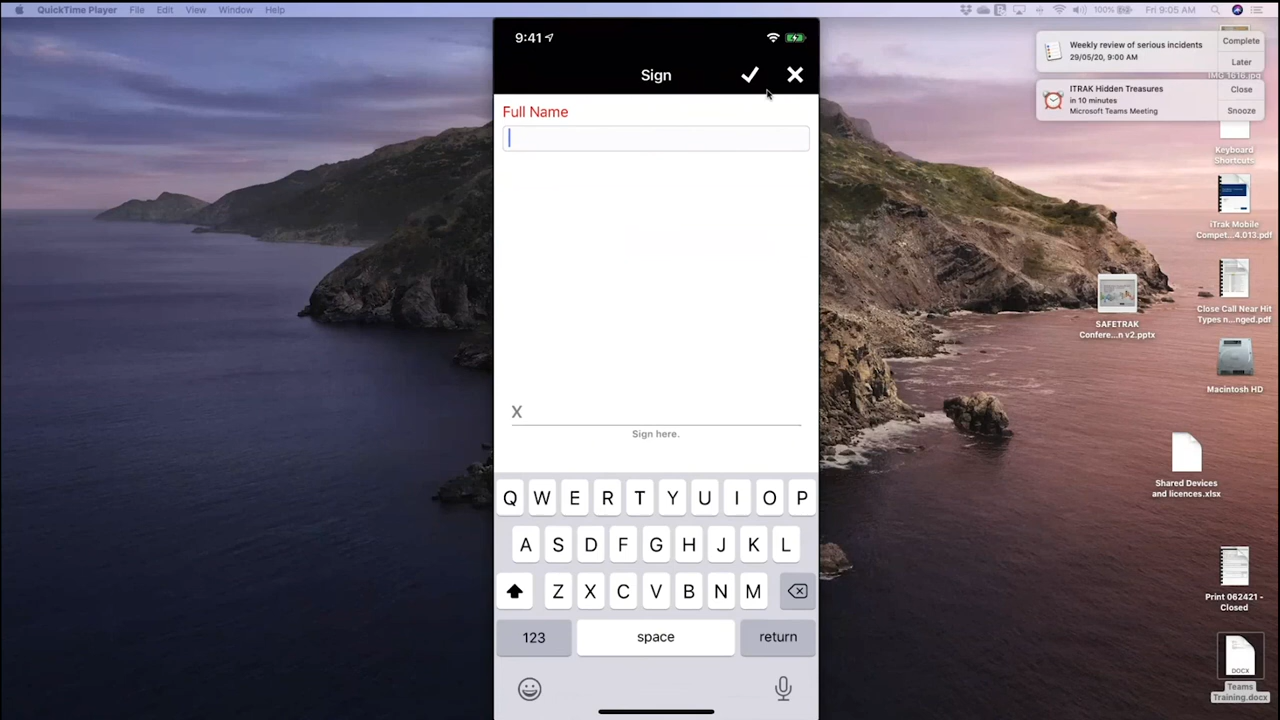 QuickTime Player File Edit View Window Help 100% Fri 9:05 AM
9:41
Sign
Full Name
X
Sign here.
Q W E R T Y U I O P
A S D F G H J K L
Z X C V B N M
123 space return
Weekly review of serious incidents
29/05/20, 9:00 AM
Complete
Later
ITRAK Hidden Treasures
in 10 minutes
Microsoft Teams Meeting
Close
Snooze
IMG_1616.jpg
Keyboard
Shortcuts
iTrak Mobile
Compet...4.013.pdf
SAFETRAK
Confere...n v2.pptx
Close Call Near Hit
Types n...nged.pdf
Macintosh HD
Shared Devices
and licences.xlsx
Print 062421 -
Closed
DOCX
Teams
Training.docx